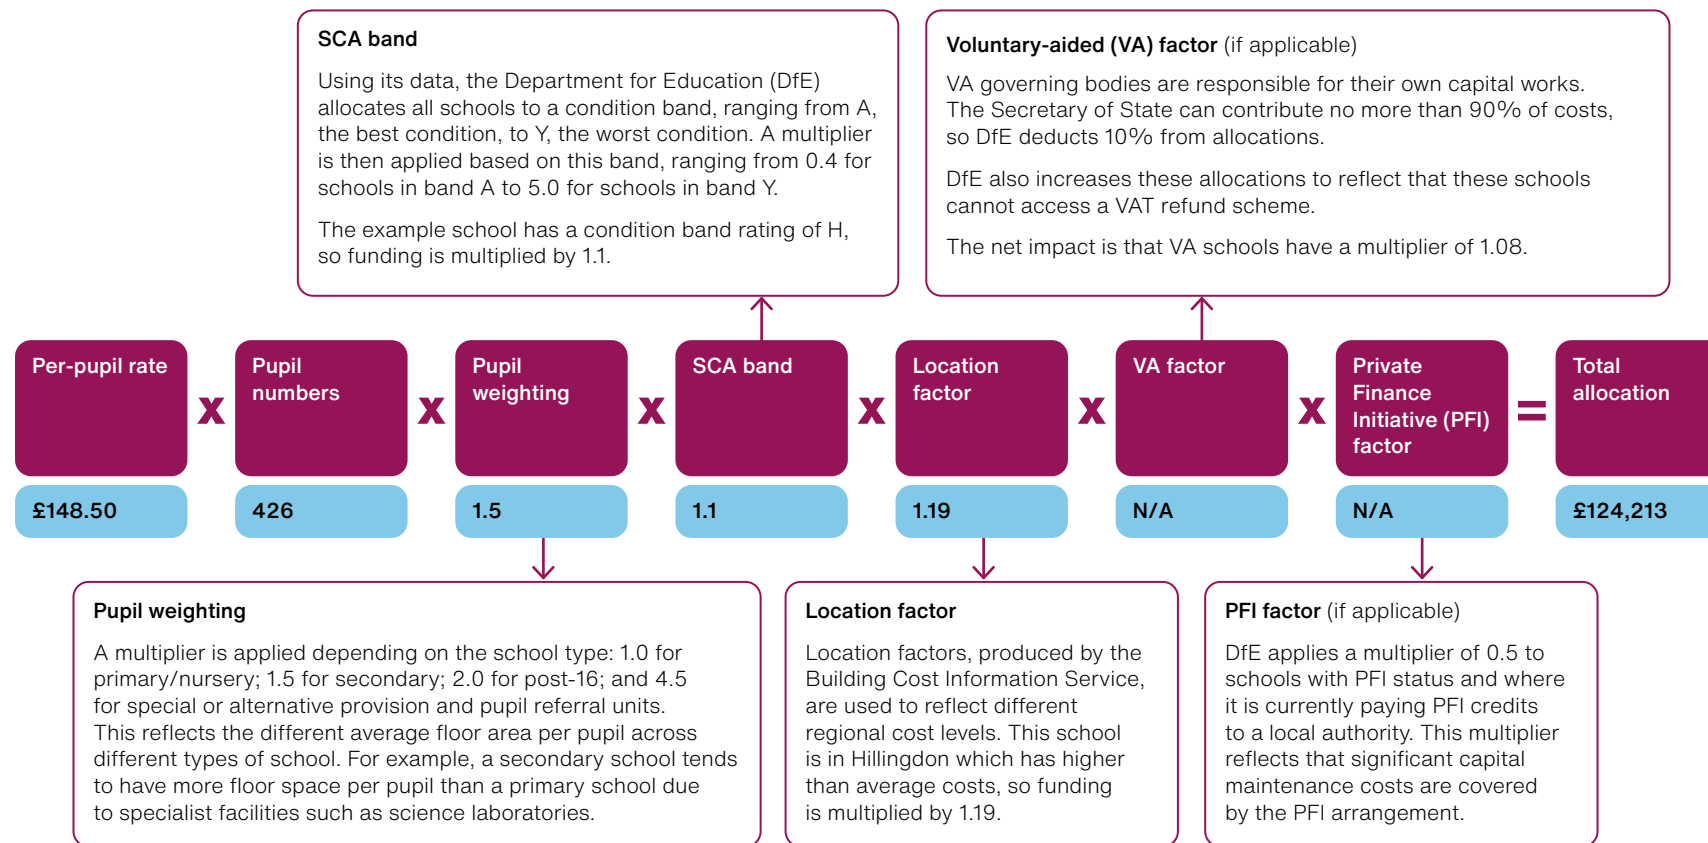 SCA band
Using its data, the Department for Education (DfE)
allocates all schools to a condition band, ranging from A,
the best condition, to Y, the worst condition. A multiplier
is then applied based on this band, ranging from 0.4 for
schools in band A to 5.0 for schools in band Y.
The example school has a condition band rating of H,
so funding is multiplied by 1.1.
Voluntary-aided (VA) factor (if applicable)
VA governing bodies are responsible for their own capital works.
The Secretary of State can contribute no more than 90% of costs,
so DfE deducts 10% from allocations.
DfE also increases these allocations to reflect that these schools
cannot access a VAT refund scheme.
The net impact is that VA schools have a multiplier of 1.08.
Per-pupil rate
x
Pupil
numbers
x
Pupil
weighting
x
SCA band
x
Location
factor
x
VA factor
x
Private
Finance
Initiative (PFI)
factor
=
Total
allocation
£148.50
426
1.5
1.1
1.19
N/A
N/A
£124,213
Pupil weighting
A multiplier is applied depending on the school type: 1.0 for
primary/nursery; 1.5 for secondary; 2.0 for post-16; and 4.5
for special or alternative provision and pupil referral units.
This reflects the different average floor area per pupil across
different types of school. For example, a secondary school tends
to have more floor space per pupil than a primary school due
to specialist facilities such as science laboratories.
Location factor
Location factors, produced by the
Building Cost Information Service,
are used to reflect different
regional cost levels. This school
is in Hillingdon which has higher
than average costs, so funding
is multiplied by 1.19.
PFI factor (if applicable)
DfE applies a multiplier of 0.5 to
schools with PFI status and where
it is currently paying PFI credits
to a local authority. This multiplier
reflects that significant capital
maintenance costs are covered
by the PFI arrangement.